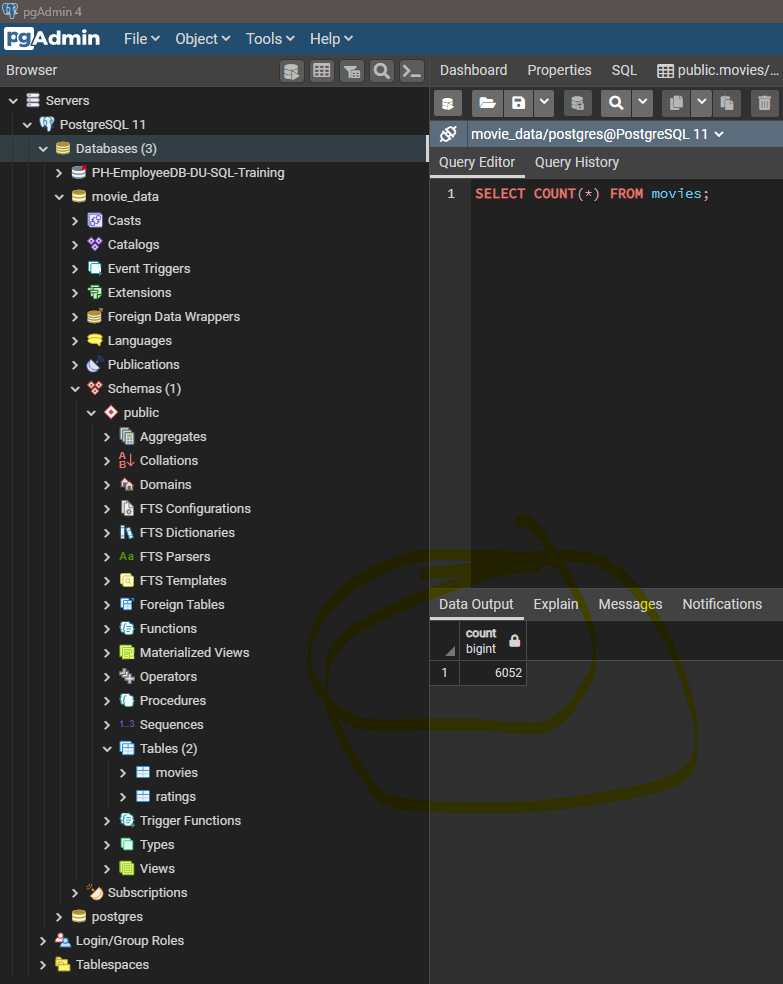 pgAdmin 4
pgAdmin
File Object Tools Help
Browser
Dashboard Properties SQL public.movies/...
Servers
PostgreSQL 11
movie_data/postgres@PostgreSQL 11
Databases (3)
Query Editor Query History
PH-EmployeeDB-DU-SQL-Training
movie_data
1 SELECT COUNT(*) FROM movies;
Casts
Catalogs
Event Triggers
Extensions
Foreign Data Wrappers
Languages
Publications
Schemas (1)
public
Aggregates
Collations
Domains
FTS Configurations
FTS Dictionaries
Aa FTS Parsers
FTS Templates
Foreign Tables
Functions
Materialized Views
Operators
Procedures
1..3 Sequences
Tables (2)
movies
ratings
Trigger Functions
Types
Views
Subscriptions
postgres
Login/Group Roles
Tablespaces
Data Output Explain Messages Notifications
count
bigint
1 6052